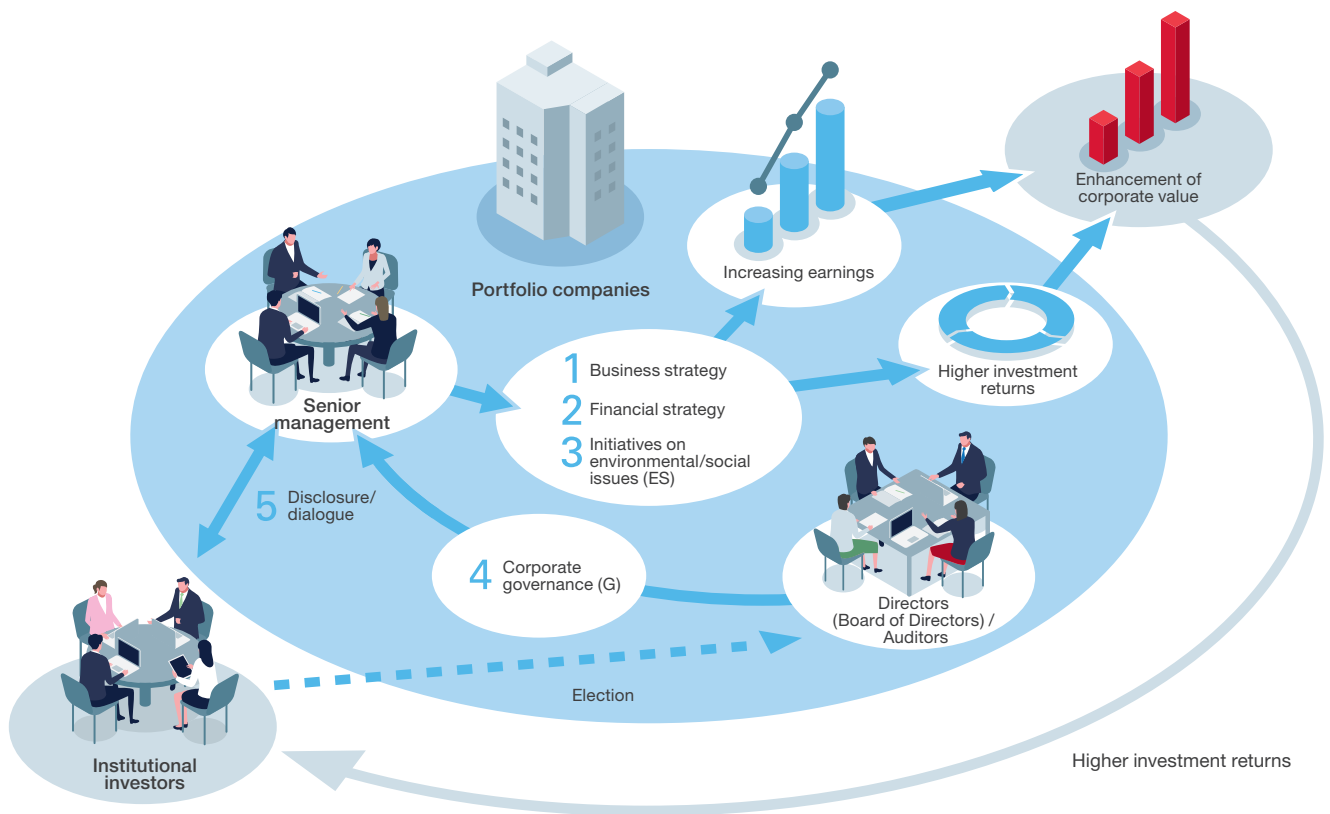 Enhancement of
corporate value
Increasing earnings
Portfolio companies
Higher investment
returns
1 Business strategy
2 Financial strategy
3 Initiatives on
environmental/social
issues (ES)
Senior
management
5 Disclosure/
dialogue
4 Corporate
governance (G)
Directors
(Board of Directors) /
Auditors
Election
Institutional
investors
Higher investment returns